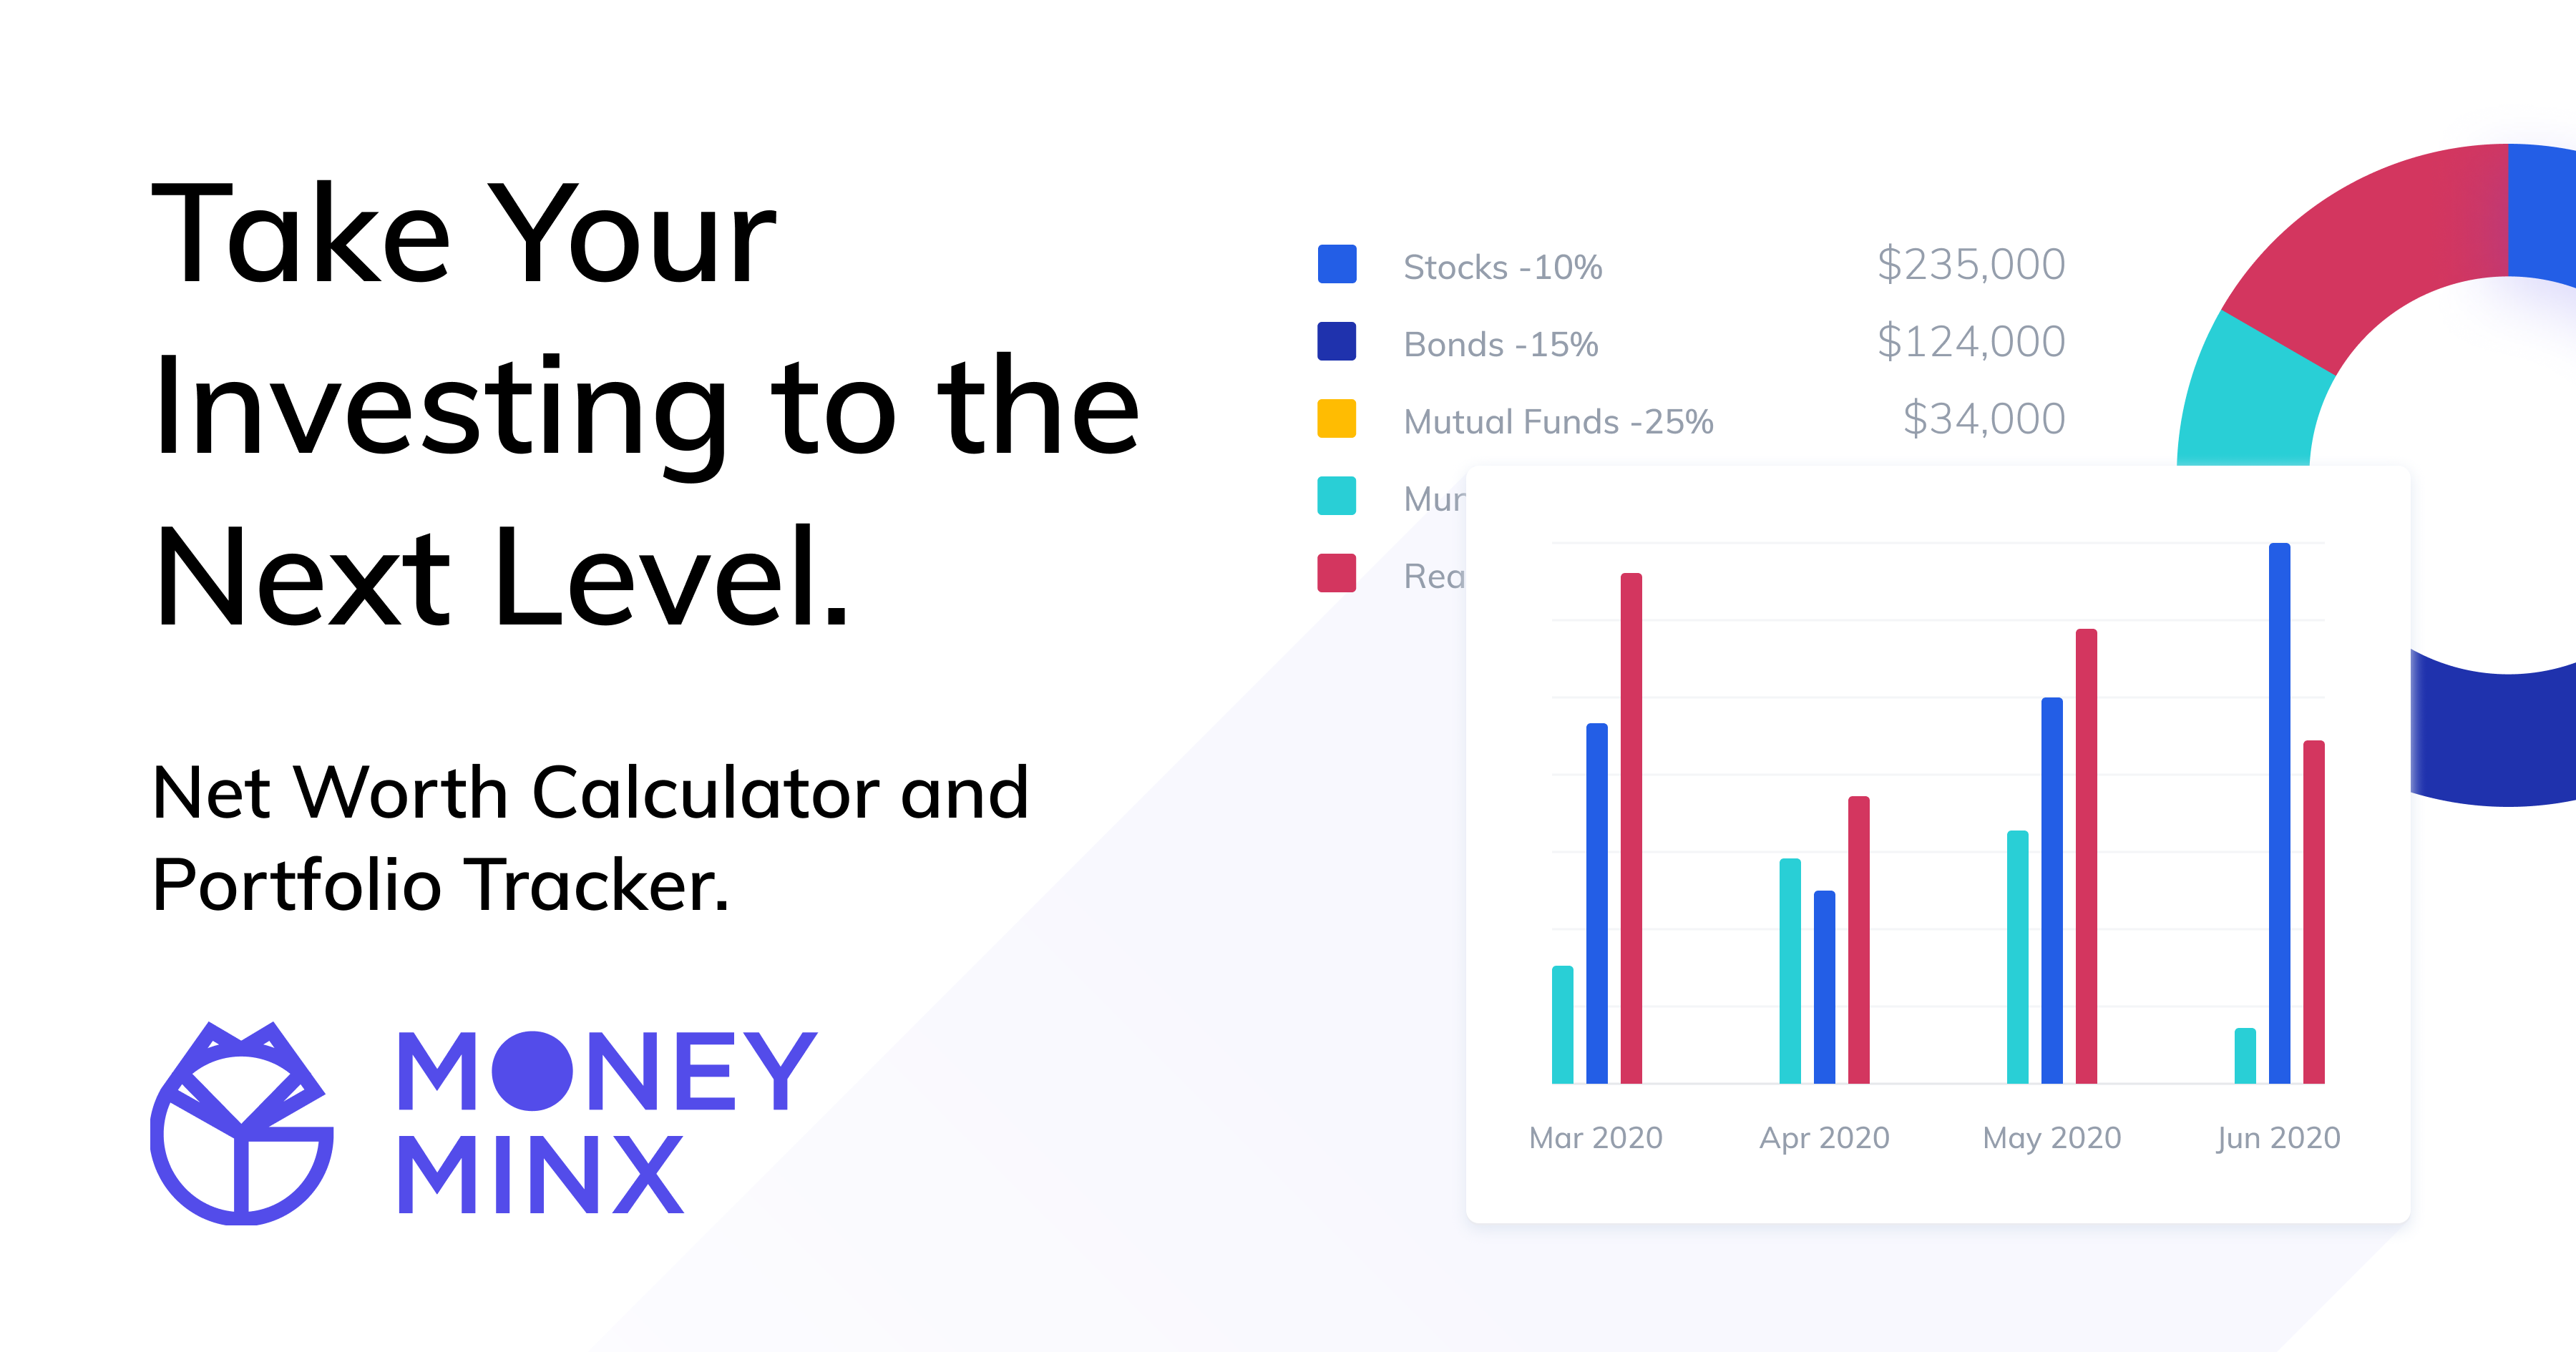 Take Your
Investing to the
Next Level.
Net Worth Calculator and
Portfolio Tracker.
MONEY
MINX
Stocks -10% $235,000
Bonds -15% $124,000
Mutual Funds -25% $34,000
Mar 2020 Apr 2020 May 2020 Jun 2020